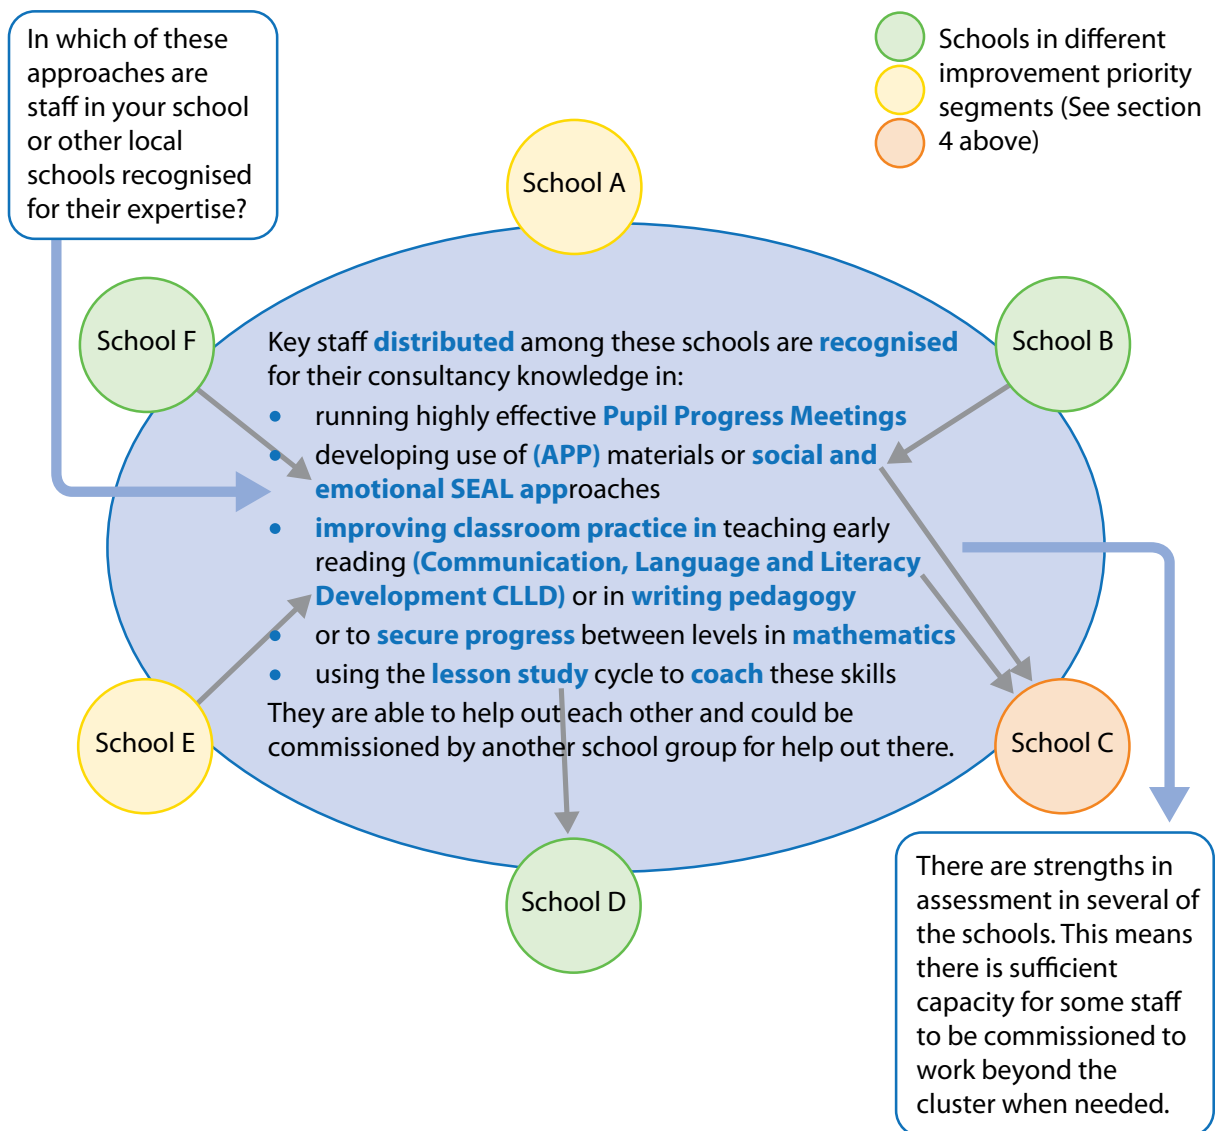 In which of these
approaches are
staff in your school
or other local
schools recognised
for their expertise?
Schools in different
improvement priority
segments (See section
4 above)
School A
School F
School B
Key staff distributed among these schools are recognised
for their consultancy knowledge in:
• running highly effective Pupil Progress Meetings
• developing use of (APP) materials or social and
emotional SEAL approaches
• improving classroom practice in teaching early
reading (Communication, Language and Literacy
Development CLLD) or in writing pedagogy
• or to secure progress between levels in mathematics
• using the lesson study cycle to coach these skills
They are able to help out each other and could be
commissioned by another school group for help out there.
School E
School C
School D
There are strengths in
assessment in several of
the schools. This means
there is sufficient
capacity for some staff
to be commissioned to
work beyond the
cluster when needed.